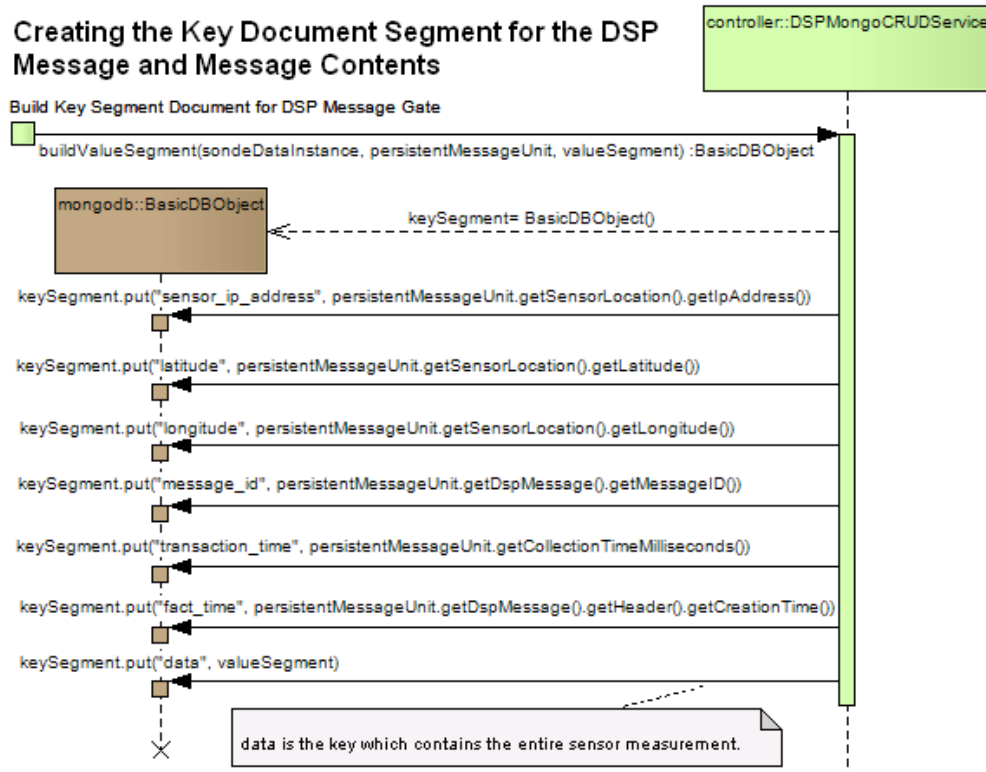 Creating the Key Document Segment for the DSP
Message and Message Contents
controller::DSPMongoCRUDService
Build Key Segment Document for DSP Message Gate
buildValueSegment(sondeDataInstance, persistentMessageUnit, valueSegment) :BasicDBObject
mongodb::BasicDBObject
keySegment= BasicDBObject()
keySegment.put("sensor_ip_address", persistentMessageUnit.getSensorLocation().getIpAddress())
keySegment.put("latitude", persistentMessageUnit.getSensorLocation().getLatitude())
keySegment.put("longitude", persistentMessageUnit.getSensorLocation().getLongitude())
keySegment.put("message_id", persistentMessageUnit.getDspMessage().getMessageID())
keySegment.put("transaction_time", persistentMessageUnit.getCollectionTimeMilliseconds())
keySegment.put("fact_time", persistentMessageUnit.getDspMessage().getHeader().getCreationTime())
keySegment.put("data", valueSegment)
data is the key which contains the entire sensor measurement.